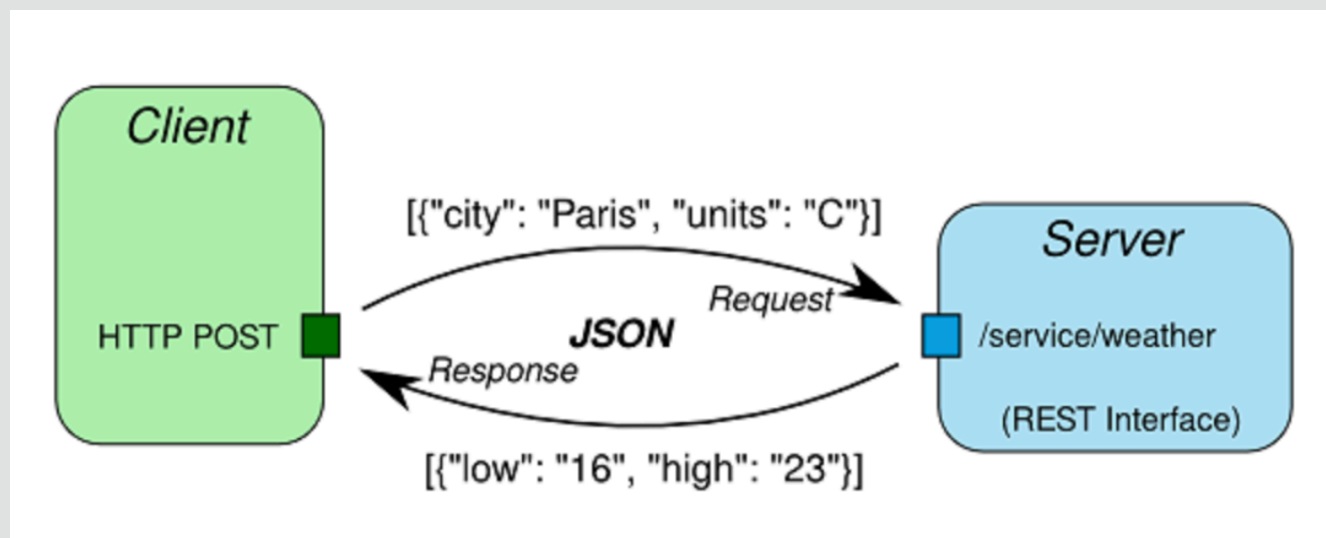 Client
HTTP POST
[{"city": "Paris", "units": "C"}]
Request
JSON
Response
[{"low": "16", "high": "23"}]
Server
/service/weather
(REST Interface)